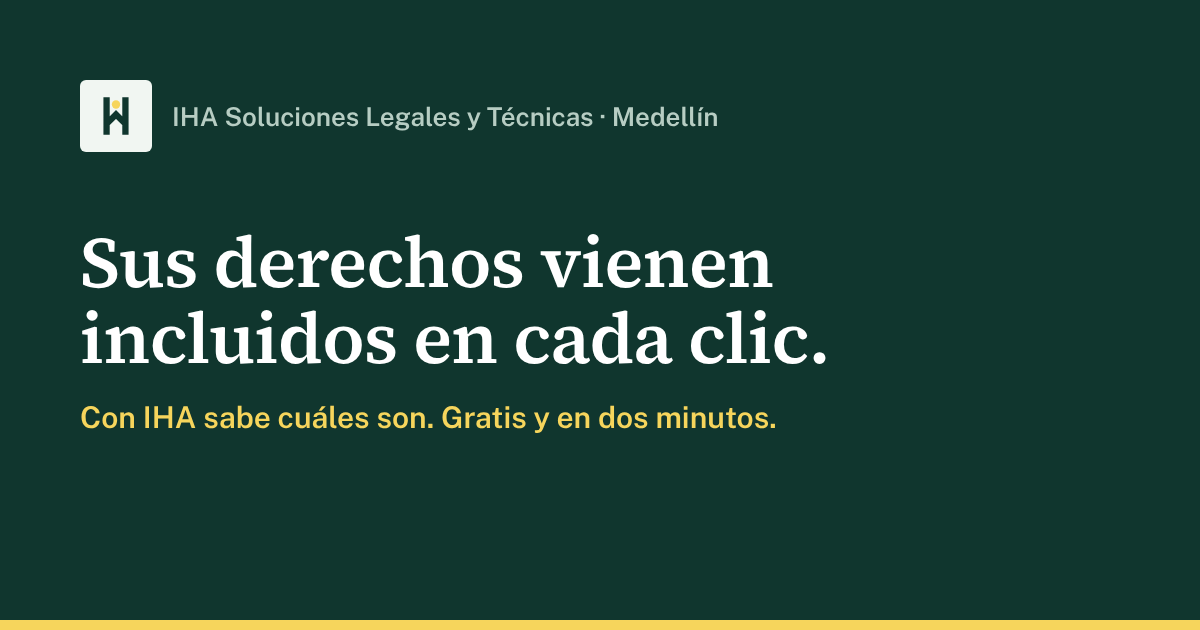 IHA Soluciones Legales y Técnicas · Medellín
Sus derechos vienen
incluidos en cada clic.
Con IHA sabe cuáles son. Gratis y en dos minutos.